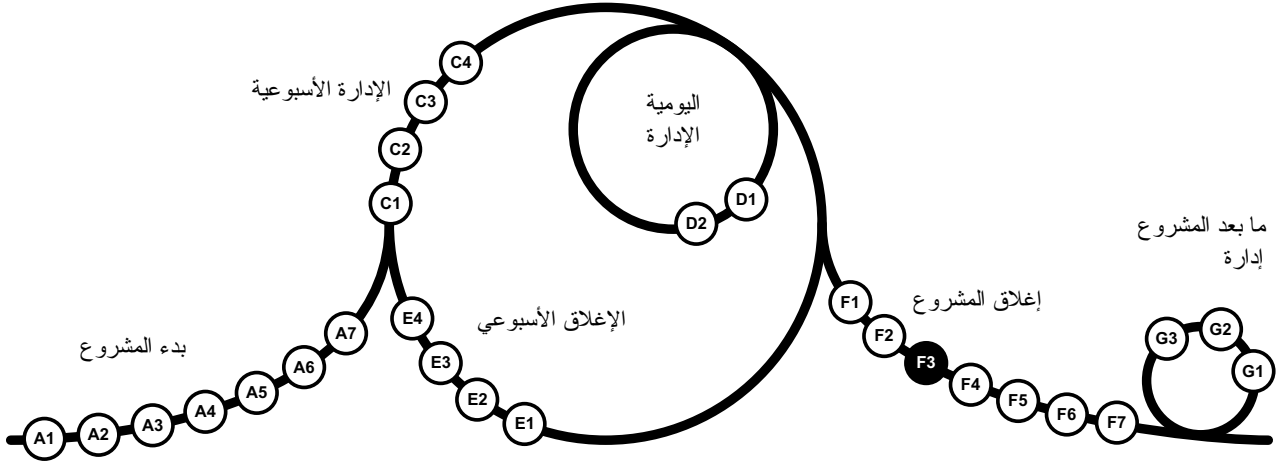 الإدارة الأسبوعية
C4
C3
C2
C1
اليومية
الإدارة
D1
D2
ما بعد المشروع
إدارة
إغلاق المشروع
F1
F2
F3
F4
F5
F6
F7
G3
G2
G1
الإغلاق الأسبوعي
E4
E3
E2
E1
بدء المشروع
A1
A2
A3
A4
A5
A6
A7